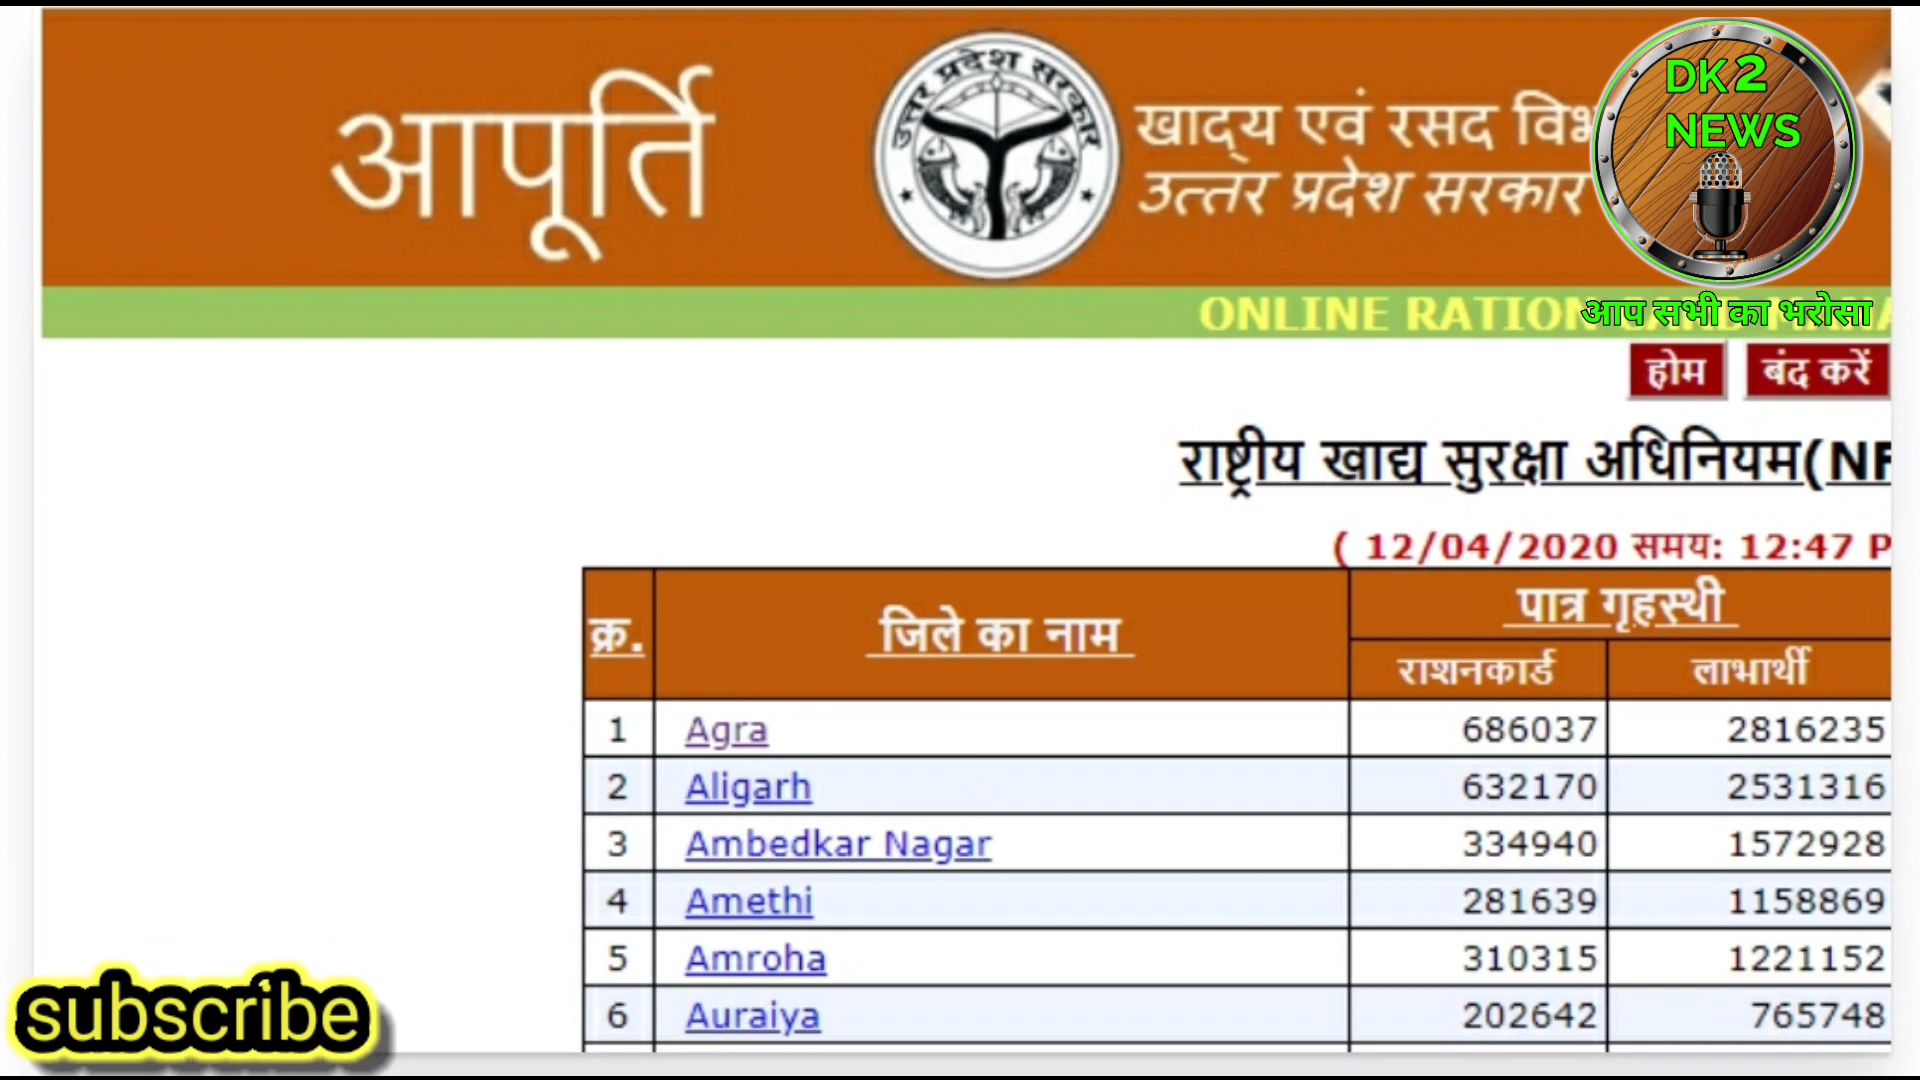 आपूर्ति
उत्तर प्रदेश सरकार
खाद्य एवं रसद
उत्तर प्रदेश सरकार
DK2
NEWS
आप सभी का भरोसा
ONLINE RATION
होम बंद करें
राष्ट्रीय खाद्य सुरक्षा अधिनियम(NF
( 12/04/2020 समय: 12:47 P
क्र. जिले का नाम पात्र गृहस्थी
राशनकार्ड लाभार्थी
1 Agra 686037 2816235
2 Aligarh 632170 2531316
3 Ambedkar Nagar 334940 1572928
4 Amethi 281639 1158869
5 Amroha 310315 1221152
6 Auraiya 202642 765748
subscribe